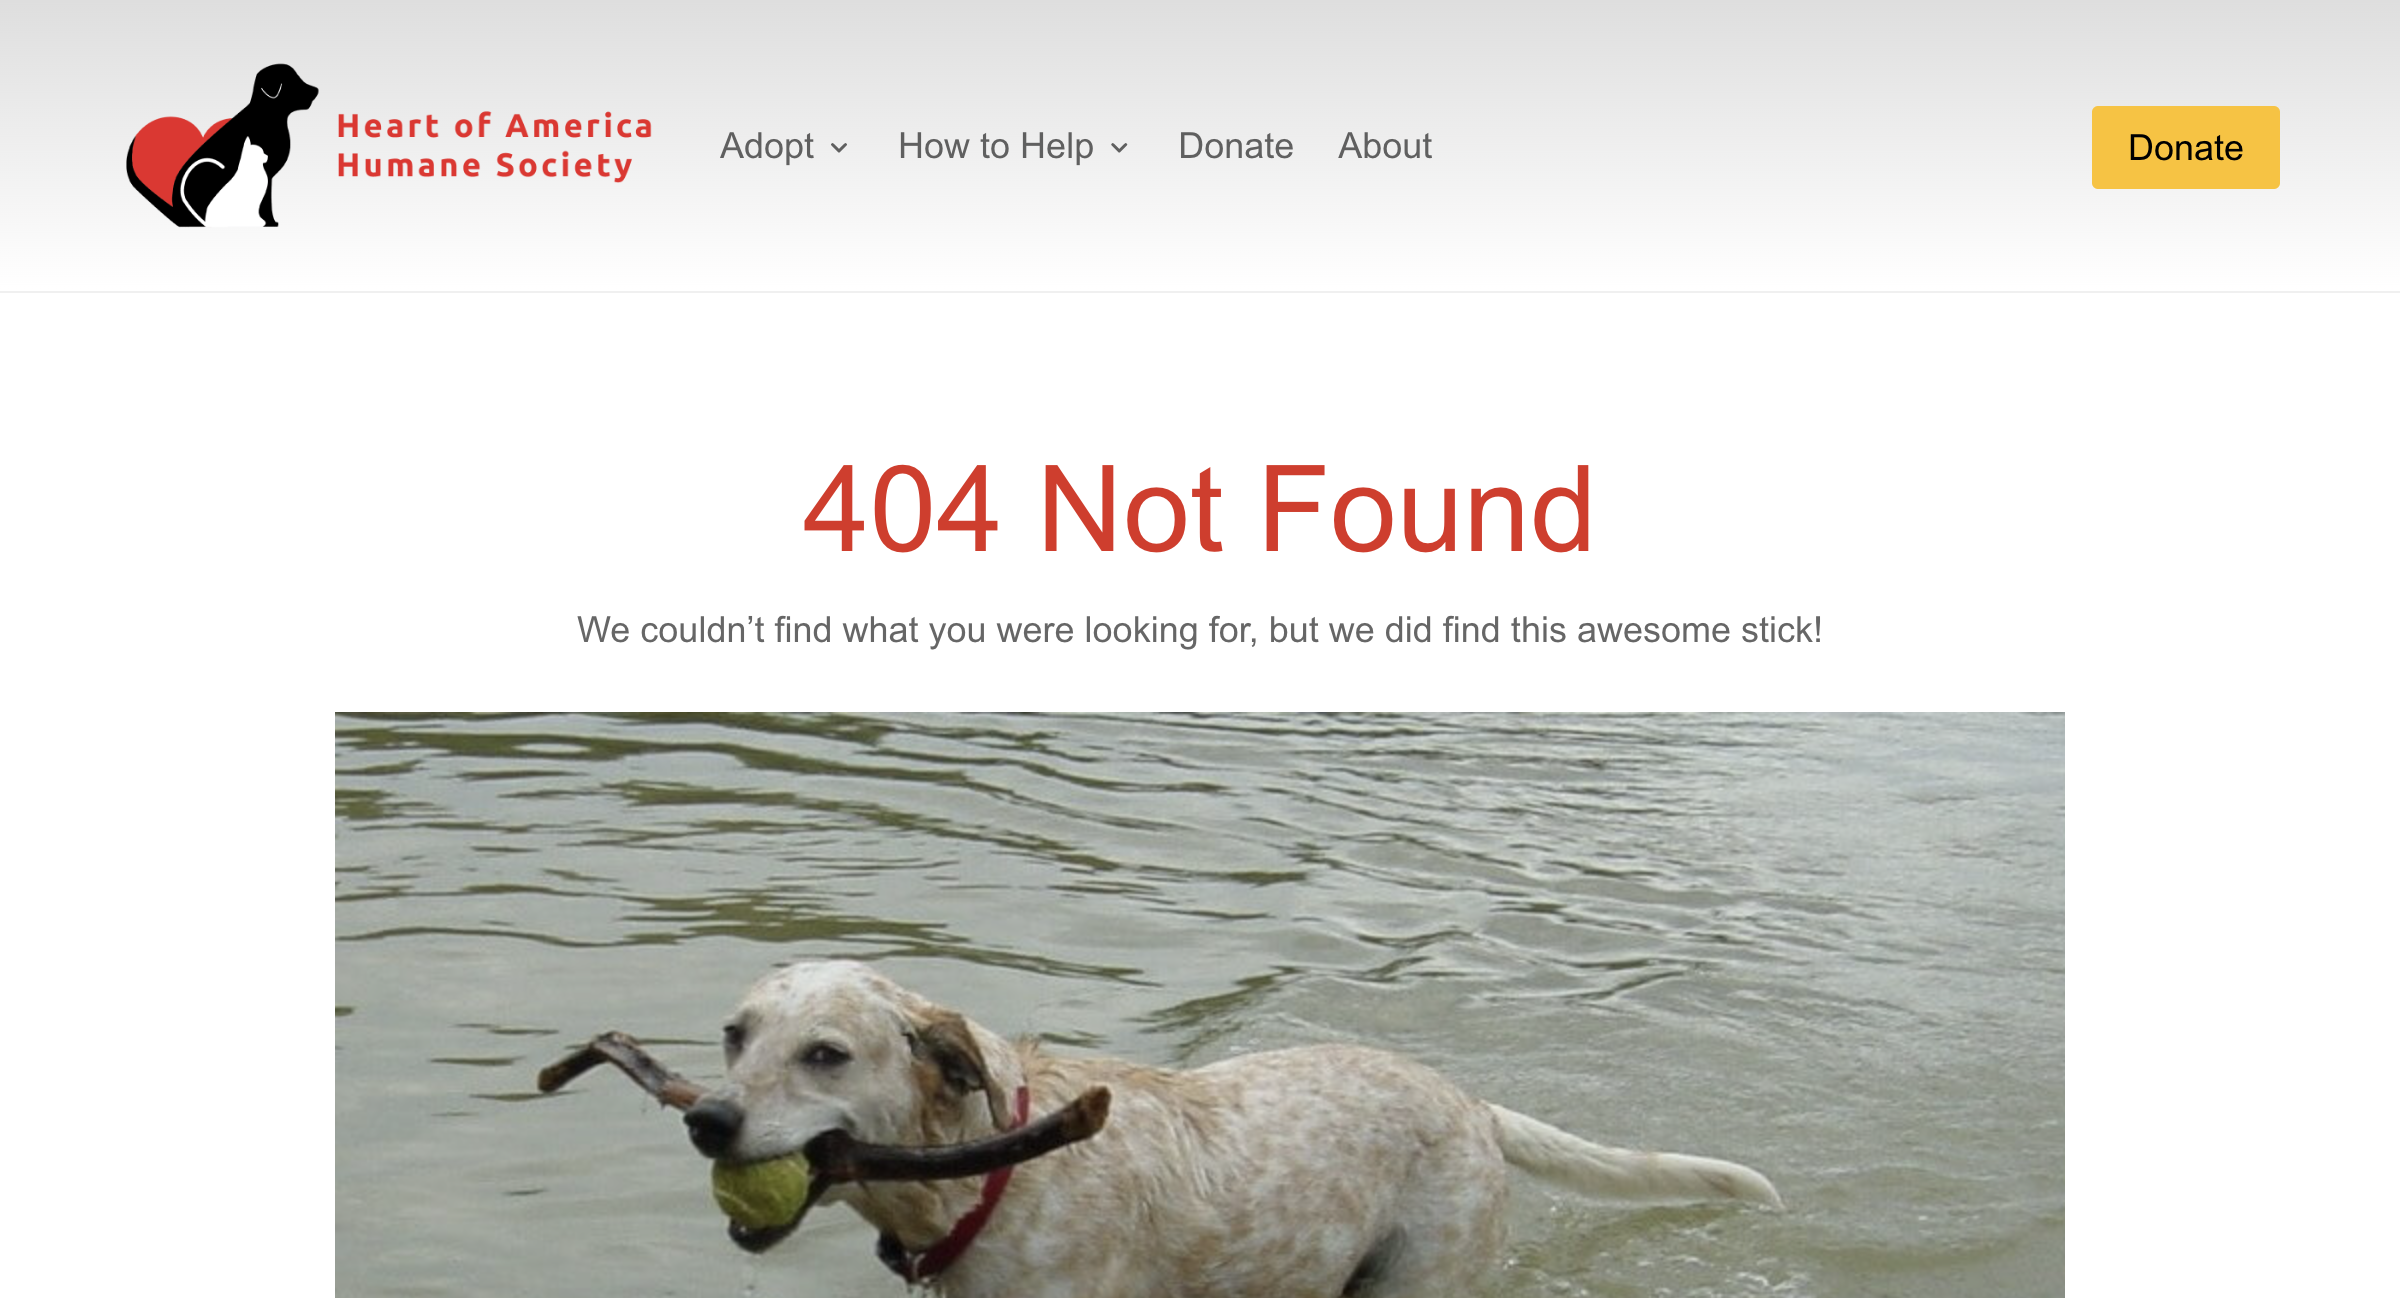 Heart of America
Humane Society
Adopt
How to Help
Donate
About
Donate
404 Not Found
We couldn’t find what you were looking for, but we did find this awesome stick!